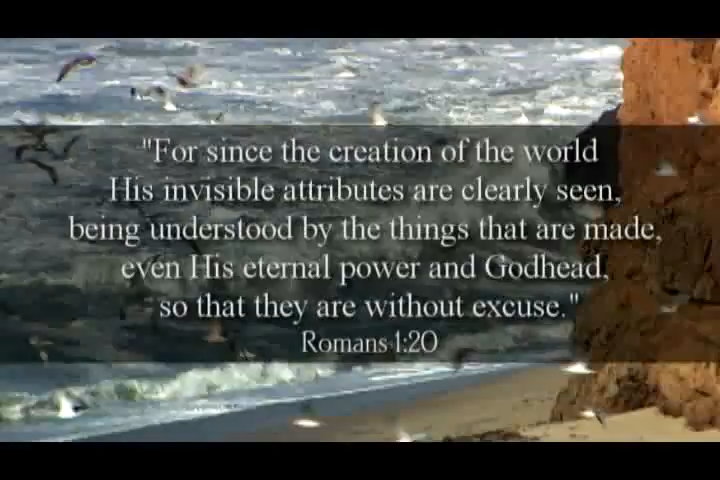 "For since the creation of the world
His invisible attributes are clearly seen,
being understood by the things that are made,
even His eternal power and Godhead,
so that they are without excuse."
Romans 1:20